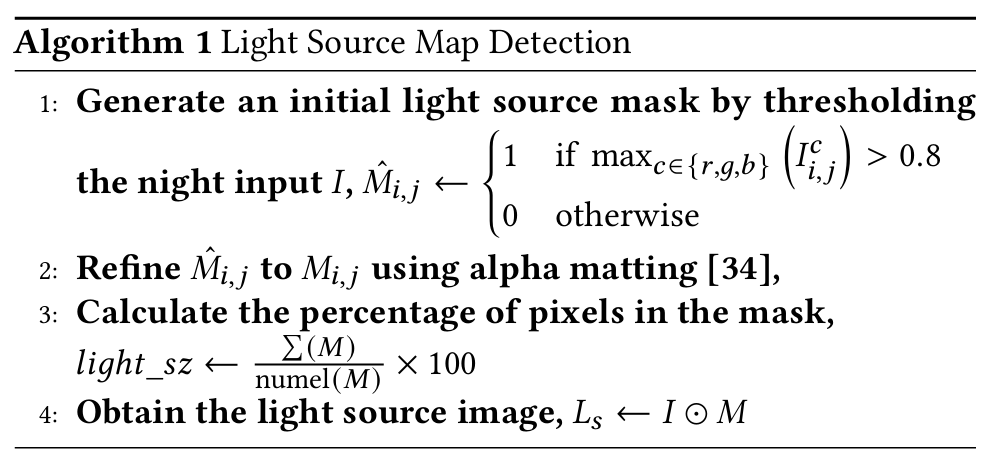 Algorithm 1 Light Source Map Detection
1: Generate an initial light source mask by thresholding
the night input $I$, $\hat{M}_{i,j} \leftarrow \begin{cases} 1 & \text{if } \max_{c \in \{r,g,b\}} \left( I^c_{i,j} \right) > 0.8 \\ 0 & \text{otherwise} \end{cases}$
2: Refine $\hat{M}_{i,j}$ to $M_{i,j}$ using alpha matting [34],
3: Calculate the percentage of pixels in the mask,
$light\_sz \leftarrow \frac{\sum(M)}{\text{numel}(M)} \times 100$
4: Obtain the light source image, $L_s \leftarrow I \odot M$